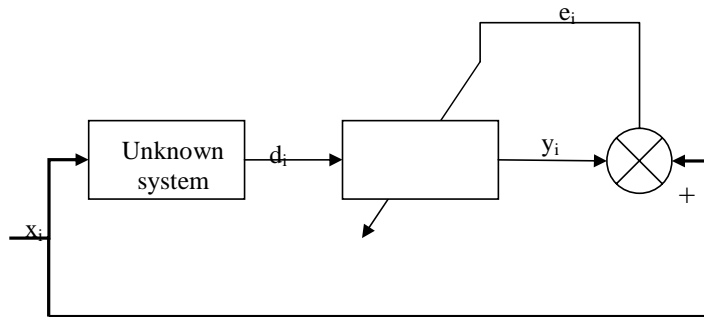 eᵢ
Unknown
system
dᵢ
yᵢ
+
xᵢ